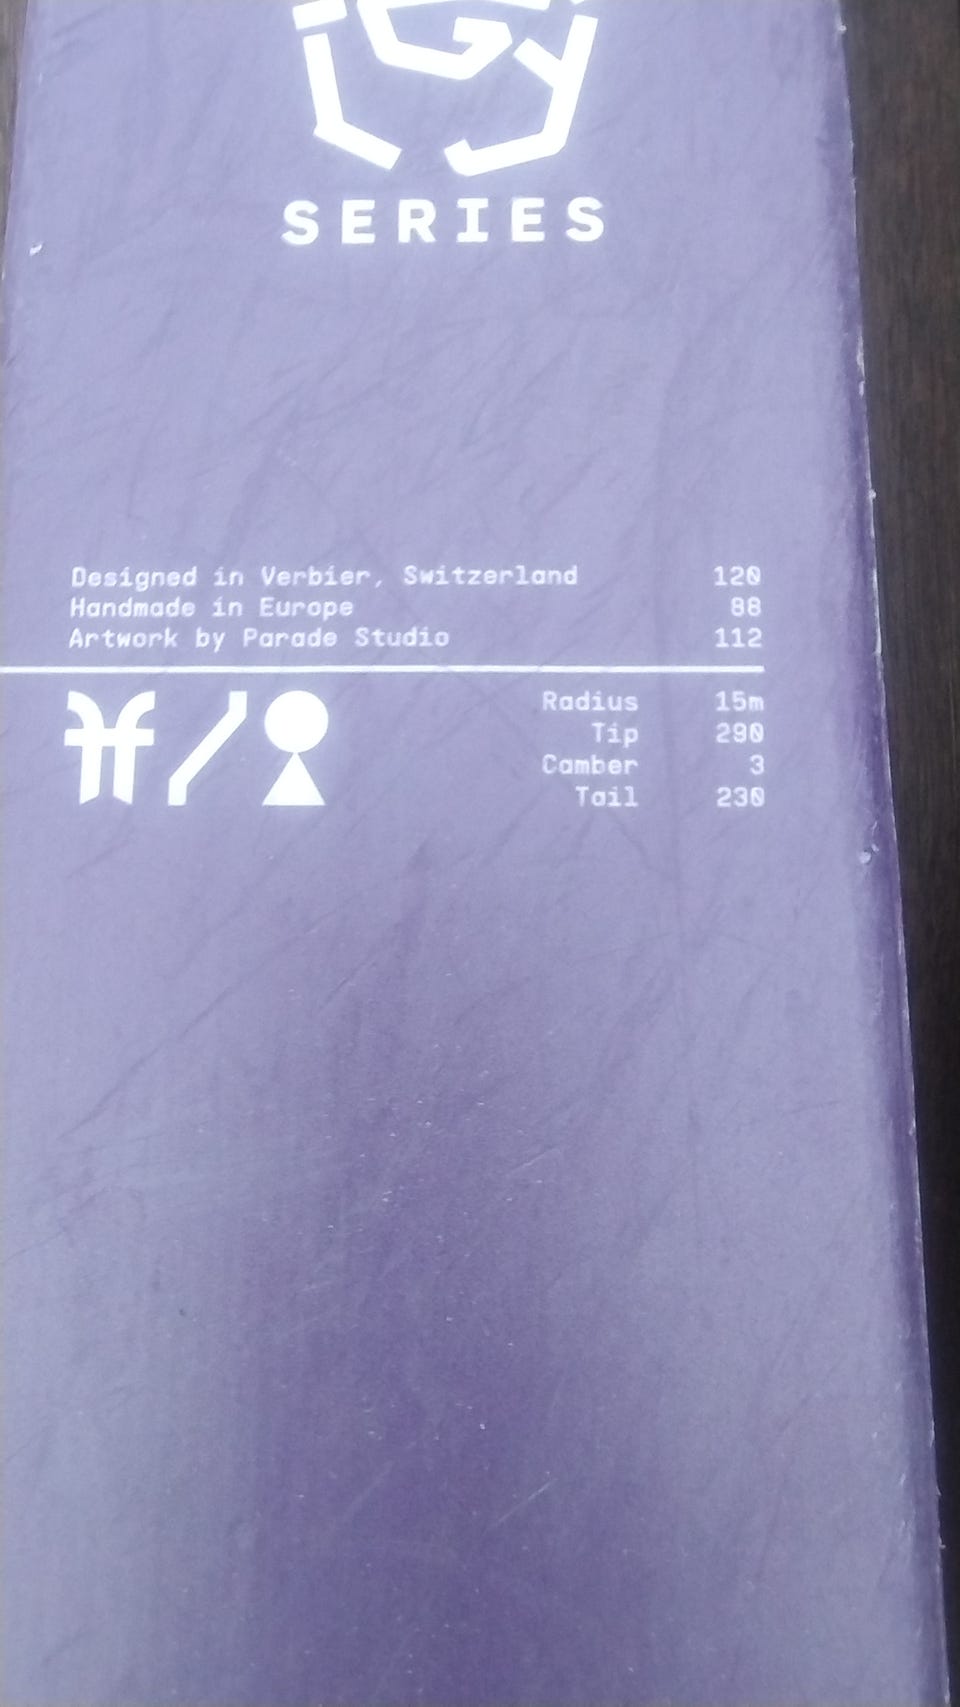 SERIES
Designed in Verbier, Switzerland 120
Handmade in Europe 88
Artwork by Parade Studio 112
Radius 15m
Tip 290
Camber 3
Tail 230